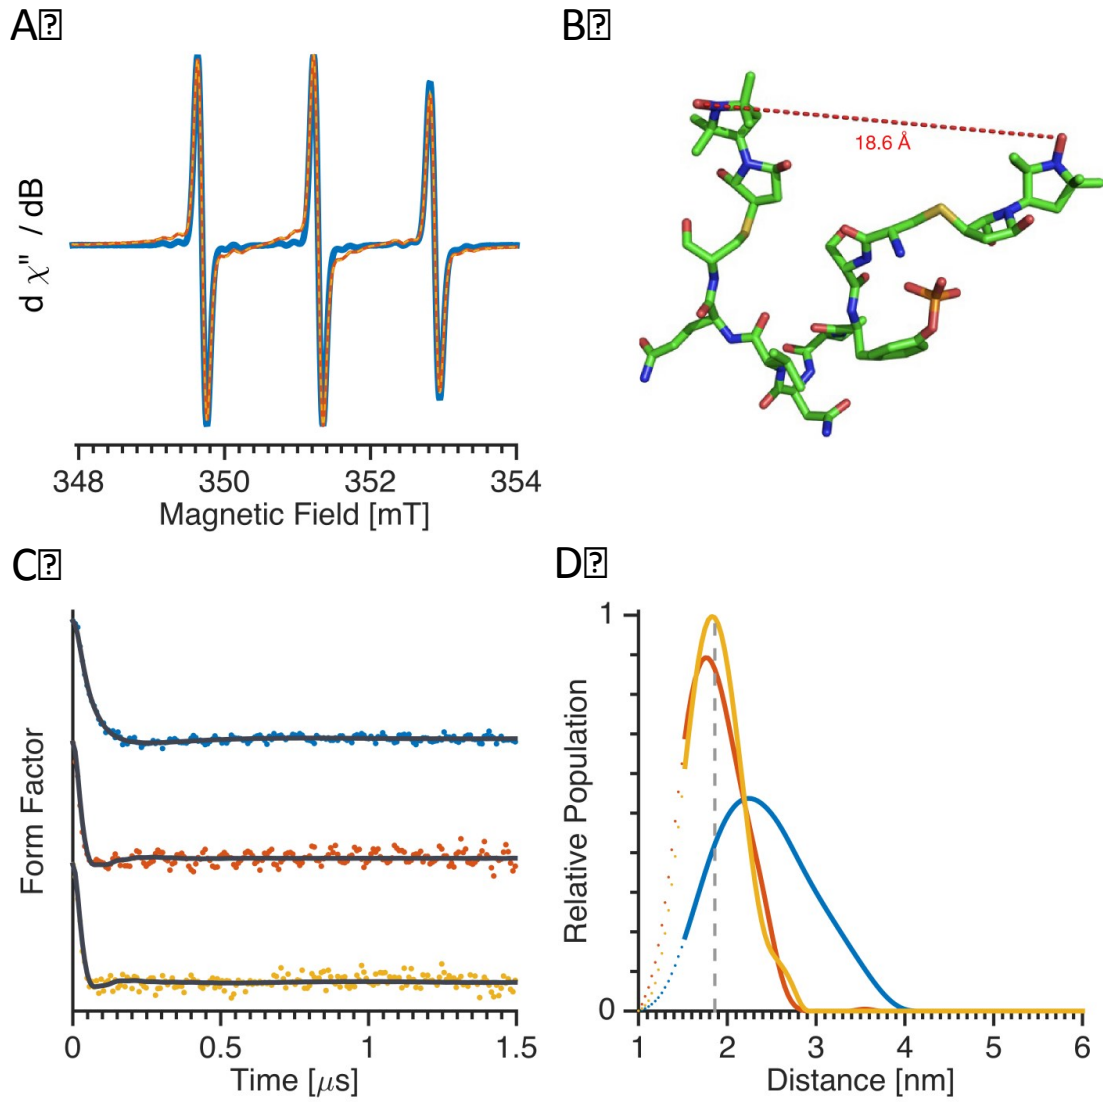 A⍰
B⍰
d χ" / dB
18.6 Å
348
350
352
354
Magnetic Field [mT]
C⍰
D⍰
Form Factor
0
0.5
1
1.5
Time [μs]
Relative Population
1
0
1
2
3
4
5
6
Distance [nm]